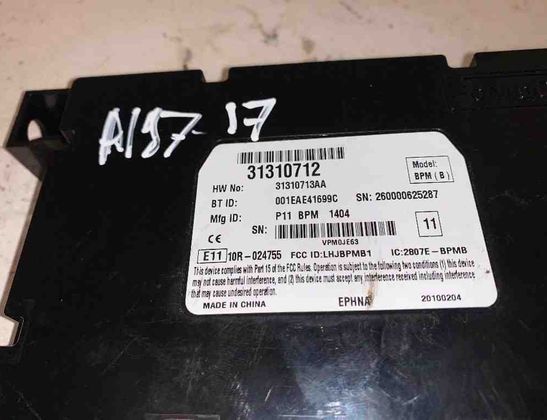 A197-17
31310712
Model:
BPM (B)
HW No: 31310713AA
BT ID: 001EAE41699C SN: 260000625287
Mfg ID: P11 BPM 1404
11
SN:
VPM0JE63
CE E11 10R-024755 FCC ID:LHJBPMB1 IC:2807E-BPMB
This device complies with Part 15 of the FCC Rules. Operation is subject to the following two conditions (1) this device may
not cause harmful interference, and (2) this device must accept any interference received including interference that may
cause undesired operation.
MADE IN CHINA EPHNA 20100204